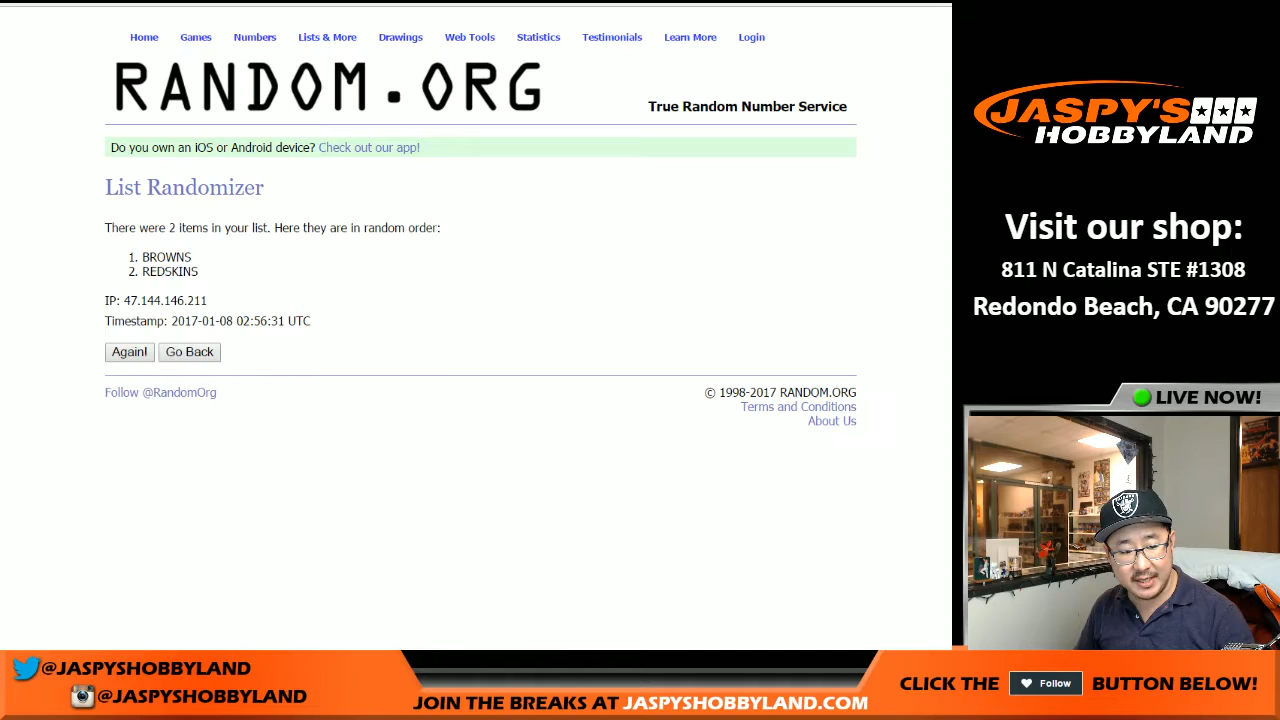 Home Games Numbers Lists & More Drawings Web Tools Statistics Testimonials Learn More Login
RANDOM.ORG
True Random Number Service
Do you own an iOS or Android device? Check out our app!
List Randomizer
There were 2 items in your list. Here they are in random order:
1. BROWNS
2. REDSKINS
IP: 47.144.146.211
Timestamp: 2017-01-08 02:56:31 UTC
Again! Go Back
Follow @RandomOrg
© 1998-2017 RANDOM.ORG
Terms and Conditions
About Us
JASPY'S
HOBBYLAND
Visit our shop:
811 N Catalina STE #1308
Redondo Beach, CA 90277
LIVE NOW!
@JASPYSHOBBYLAND
@JASPYSHOBBYLAND
JOIN THE BREAKS AT JASPYSHOBBYLAND.COM
CLICK THE Follow BUTTON BELOW!